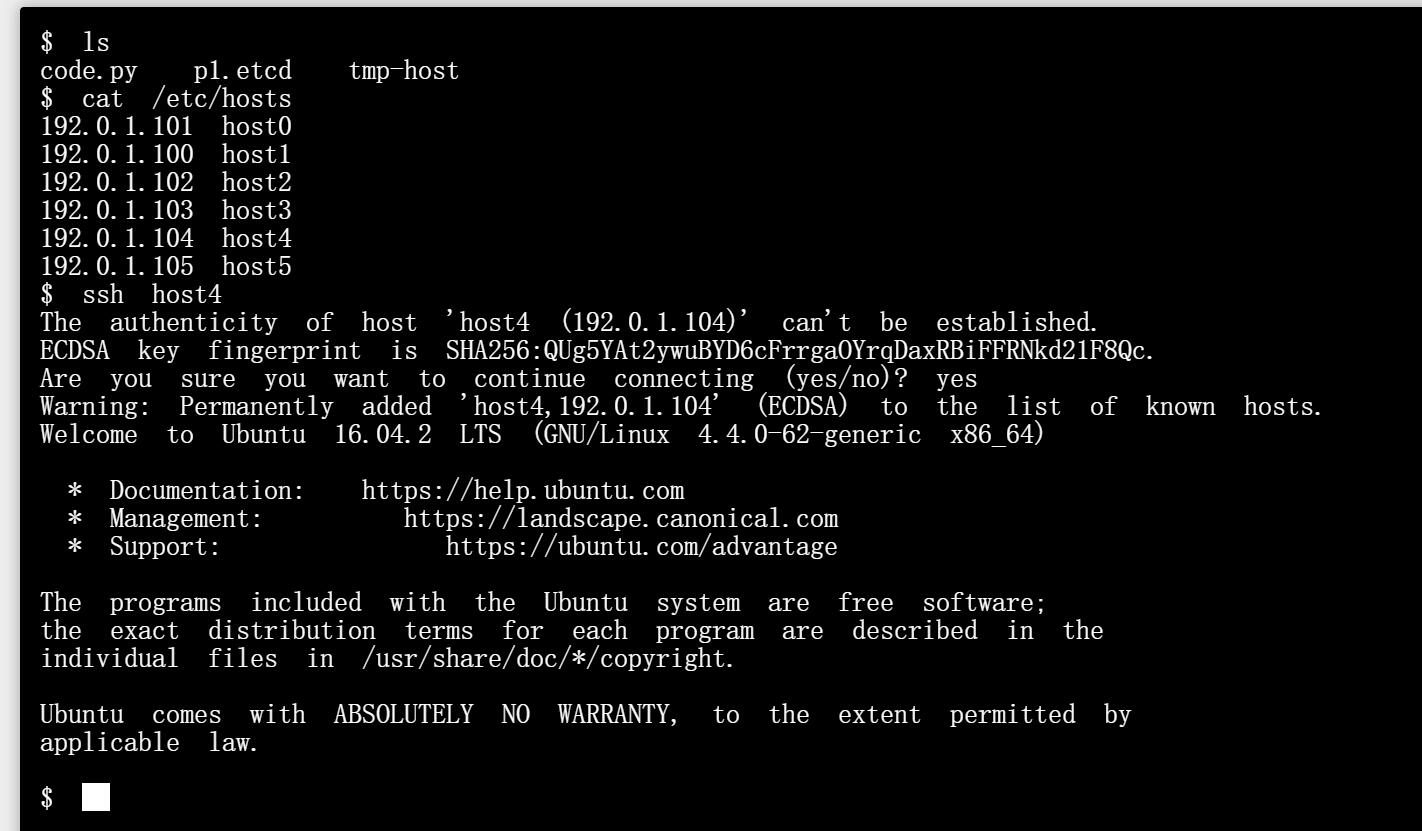 $ ls
code.py p1.etcd tmp-host
$ cat /etc/hosts
192.0.1.101 host0
192.0.1.100 host1
192.0.1.102 host2
192.0.1.103 host3
192.0.1.104 host4
192.0.1.105 host5
$ ssh host4
The authenticity of host 'host4 (192.0.1.104)' can't be established.
ECDSA key fingerprint is SHA256:QUg5YAt2ywuBYD6cFrrgaOYrqDaxRBiFFRNkd21F8Qc.
Are you sure you want to continue connecting (yes/no)? yes
Warning: Permanently added 'host4,192.0.1.104' (ECDSA) to the list of known hosts.
Welcome to Ubuntu 16.04.2 LTS (GNU/Linux 4.4.0-62-generic x86_64)
* Documentation: https://help.ubuntu.com
* Management: https://landscape.canonical.com
* Support: https://ubuntu.com/advantage
The programs included with the Ubuntu system are free software;
the exact distribution terms for each program are described in the
individual files in /usr/share/doc/*/copyright.
Ubuntu comes with ABSOLUTELY NO WARRANTY, to the extent permitted by
applicable law.
$